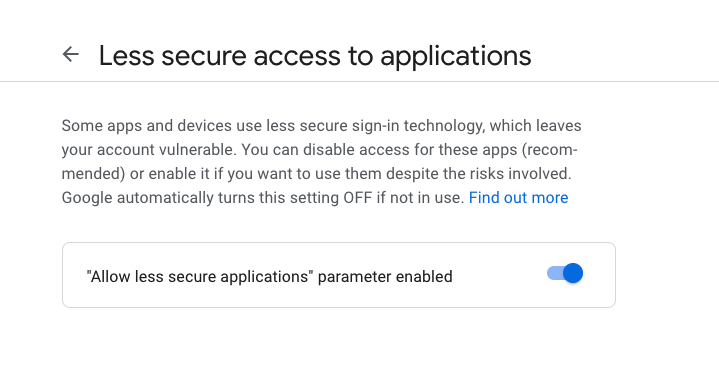 Less secure access to applications
Some apps and devices use less secure sign-in technology, which leaves
your account vulnerable. You can disable access for these apps (recom-
mended) or enable it if you want to use them despite the risks involved.
Google automatically turns this setting OFF if not in use. Find out more
"Allow less secure applications" parameter enabled